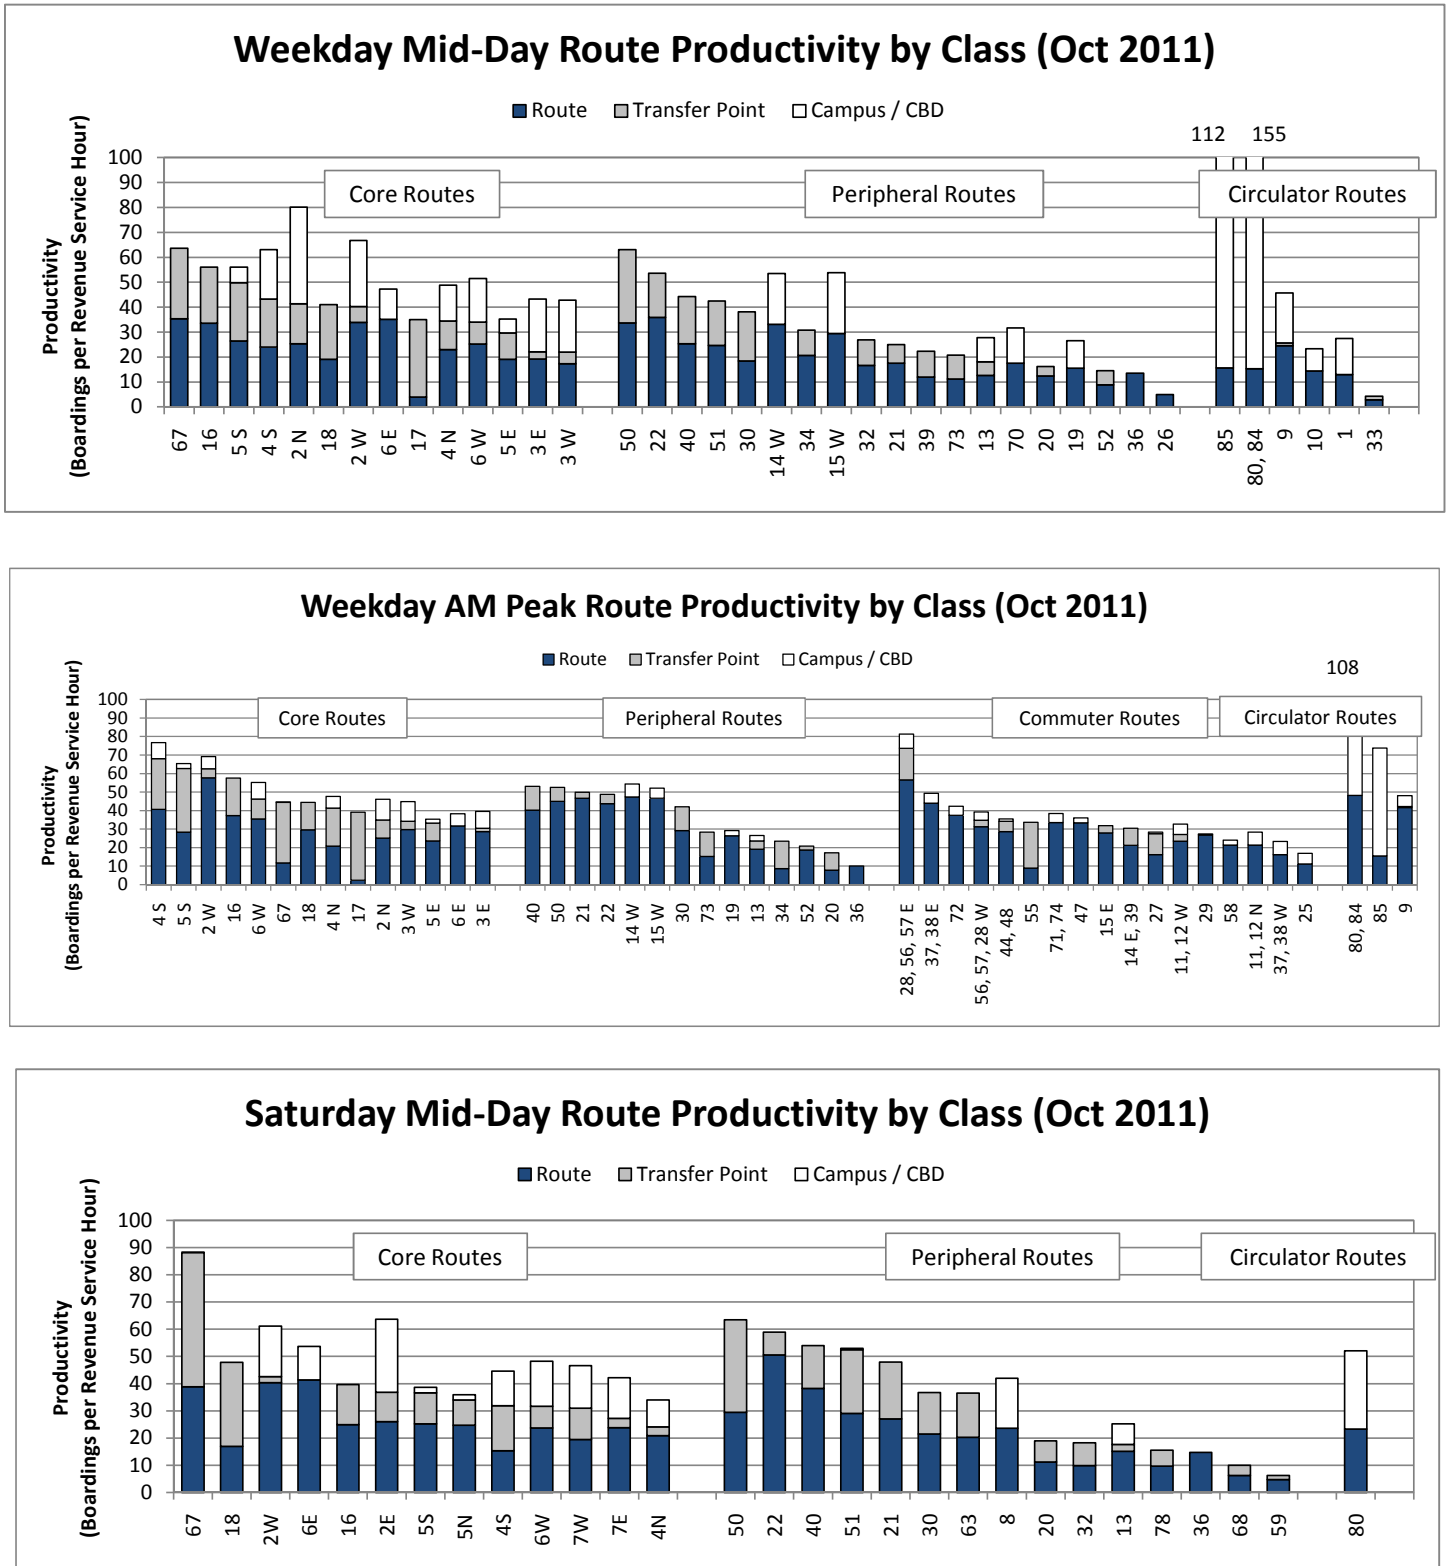 Weekday Mid-Day Route Productivity by Class (Oct 2011)
Route Transfer Point Campus / CBD
112 155
Productivity
(Boardings per Revenue Service Hour)
100
90
80
70
60
50
40
30
20
10
0
Core Routes Peripheral Routes Circulator Routes
67 16 5 S 4 S 2 N 18 2 W 6 E 17 4 N 6 W 5 E 3 E 3 W 50 22 40 51 30 14 W 34 15 W 32 21 39 73 13 70 20 19 52 36 26 85 80, 84 9 10 1 33
Weekday AM Peak Route Productivity by Class (Oct 2011)
Route Transfer Point Campus / CBD
108
Productivity
(Boardings per Revenue Service Hour)
100
90
80
70
60
50
40
30
20
10
0
Core Routes Peripheral Routes Commuter Routes Circulator Routes
4 S 5 S 2 W 16 6 W 67 18 4 N 17 2 N 3 W 5 E 6 E 3 E 40 50 21 22 14 W 15 W 30 73 19 13 34 52 20 36 28, 56, 57 E 37, 38 E 72 56, 57, 28 W 44, 48 55 71, 74 47 15 E 14 E, 39 27 11, 12 W 29 58 11, 12 N 37, 38 W 25 80, 84 85 9
Saturday Mid-Day Route Productivity by Class (Oct 2011)
Route Transfer Point Campus / CBD
Productivity
(Boardings per Revenue Service Hour)
100
90
80
70
60
50
40
30
20
10
0
Core Routes Peripheral Routes Circulator Routes
67 18 2W 6E 16 2E 5S 5N 4S 6W 7W 7E 4N 50 22 40 51 21 30 63 8 20 32 13 78 36 68 59 80